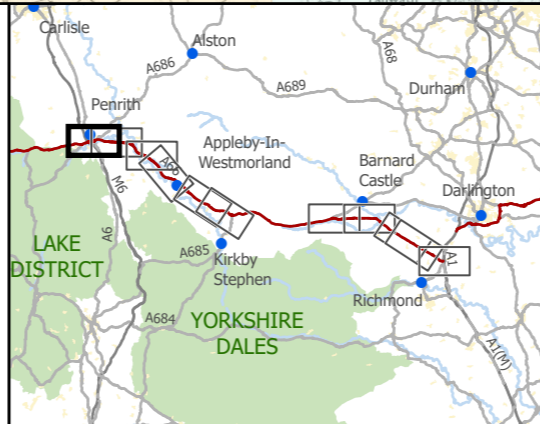 Carlisle
Alston
A68
A686
A689
Durham
Penrith
Appleby-In-
Westmorland
A66
Barnard
Castle
Darlington
M6
A6
LAKE
DISTRICT
A685
Kirkby
Stephen
A1
Richmond
A684
YORKSHIRE
DALES
A1(M)